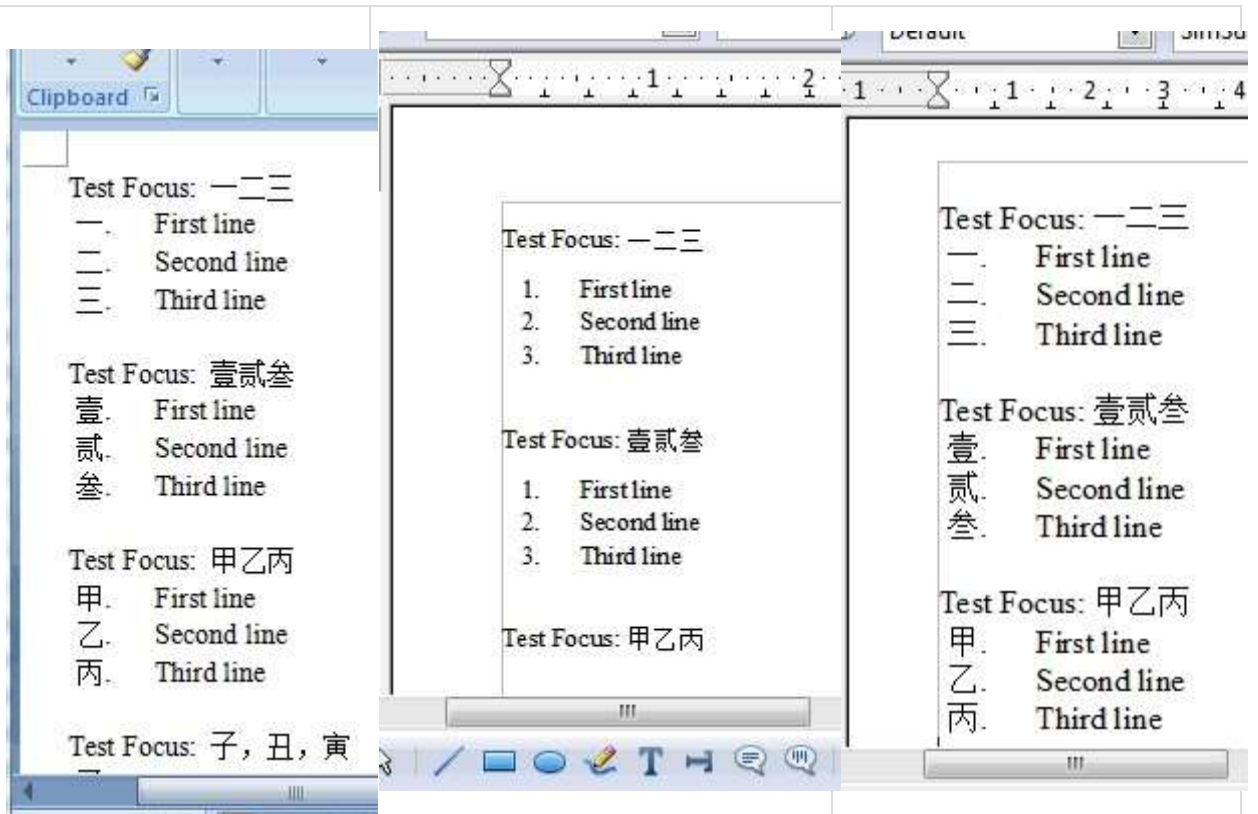 Clipboard
Test Focus: 一二三
一. First line
二. Second line
三. Third line
Test Focus: 壹贰叁
壹. First line
贰. Second line
叁. Third line
Test Focus: 甲乙丙
甲. First line
乙. Second line
丙. Third line
Test Focus: 子，丑，寅
1 2
Test Focus: 一二三
1. First line
2. Second line
3. Third line
Test Focus: 壹贰叁
1. First line
2. Second line
3. Third line
Test Focus: 甲乙丙
T
Default
1 1 2 3 4
Test Focus: 一二三
一. First line
二. Second line
三. Third line
Test Focus: 壹贰叁
壹. First line
贰. Second line
叁. Third line
Test Focus: 甲乙丙
甲. First line
乙. Second line
丙. Third line